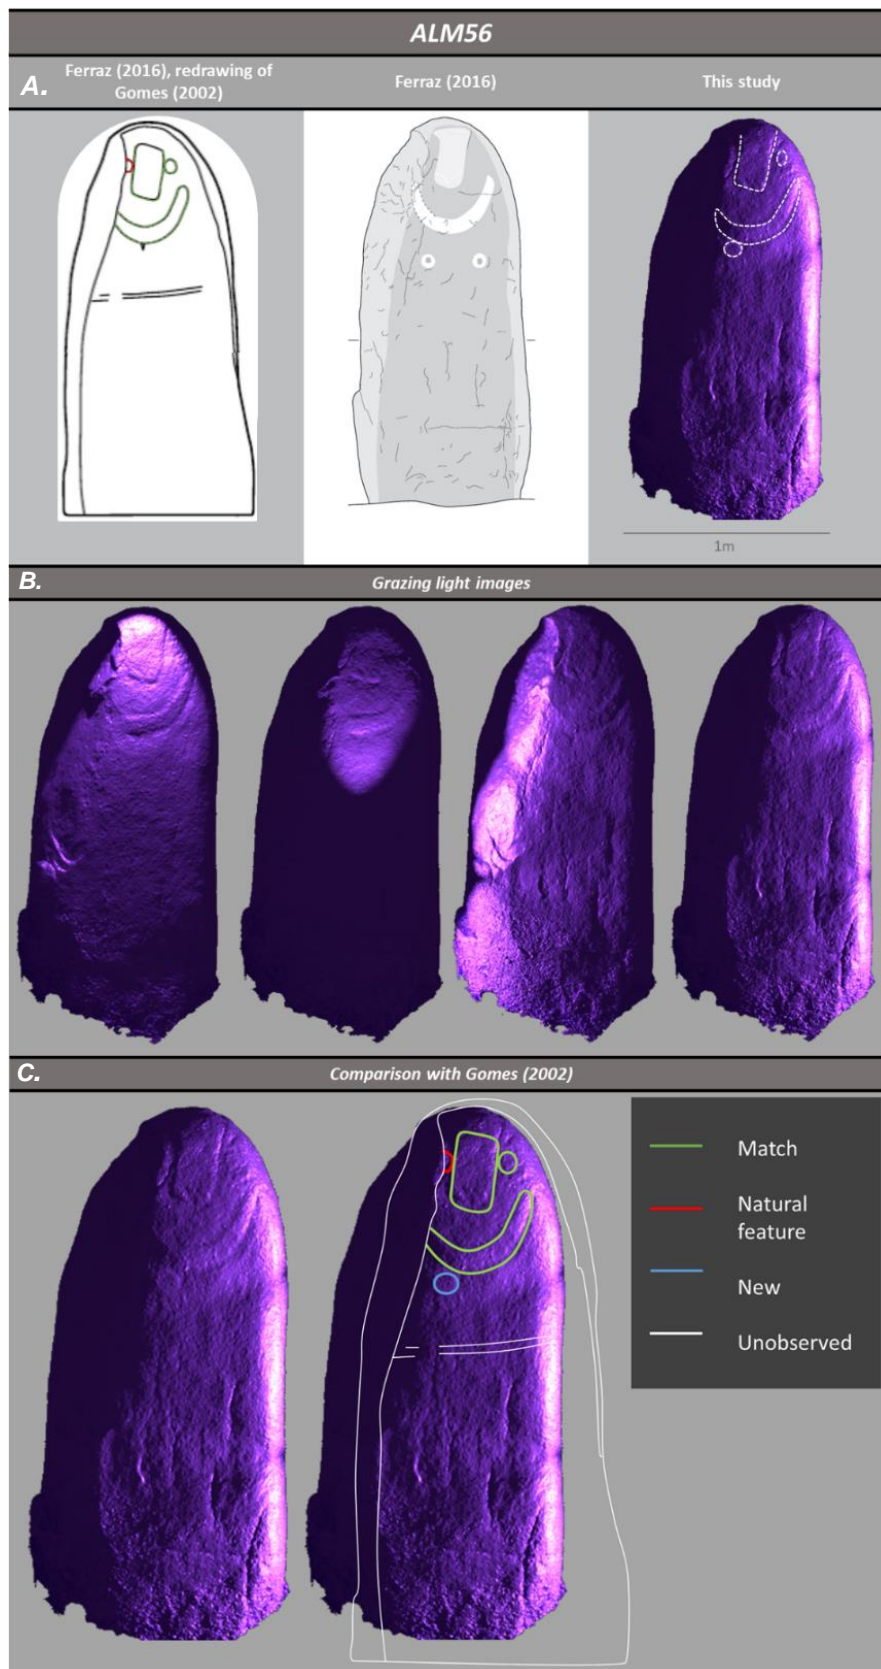 ALM56
A.
Ferraz (2016), redrawing of
Gomes (2002)
Ferraz (2016)
This study
1m
B.
Grazing light images
C.
Comparison with Gomes (2002)
Match
Natural
feature
New
Unobserved